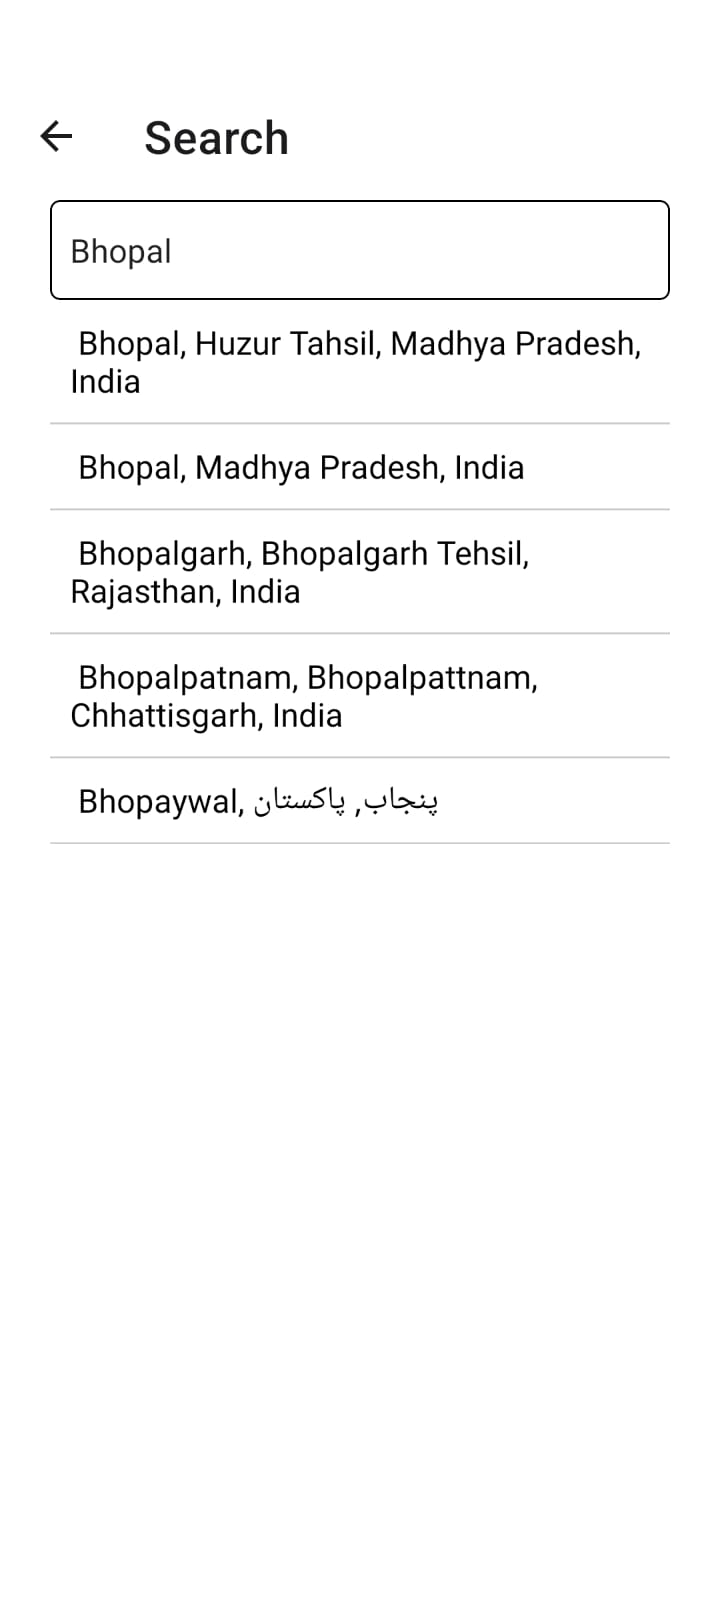 Search
Bhopal
Bhopal, Huzur Tahsil, Madhya Pradesh,
India
Bhopal, Madhya Pradesh, India
Bhopalgarh, Bhopalgarh Tehsil,
Rajasthan, India
Bhopalpatnam, Bhopalpattnam,
Chhattisgarh, India
Bhopaywal, پنجاب, پاکستان